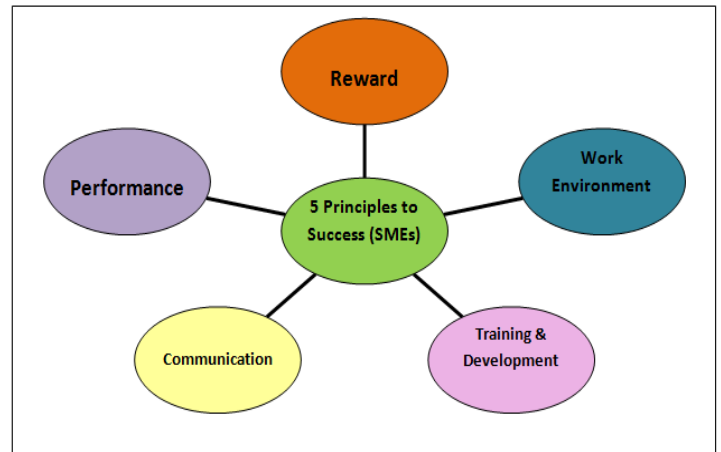 Reward
Work
Environment
Performance
5 Principles to
Success (SMEs)
Training &
Development
Communication